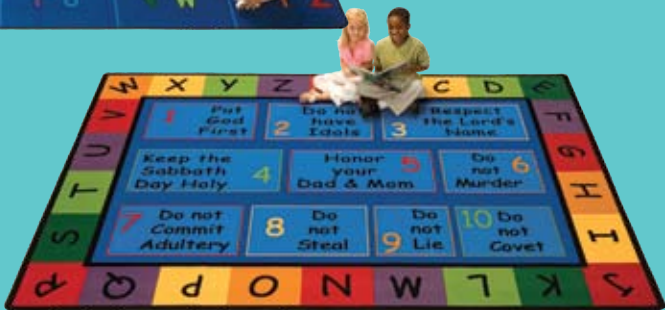 W X Y Z C D E
1 Put God First
2 Do not have Idols
3 Respect the Lord's Name
Keep the Sabbath Day Holy 4
Honor your Dad & Mom 5
Do not Murder 6
7 Do not Commit Adultery
8 Do not Steal
9 Do not Lie
10 Do not Covet
F
G
H
I
J K L M N O P Q R
S
T
U
V